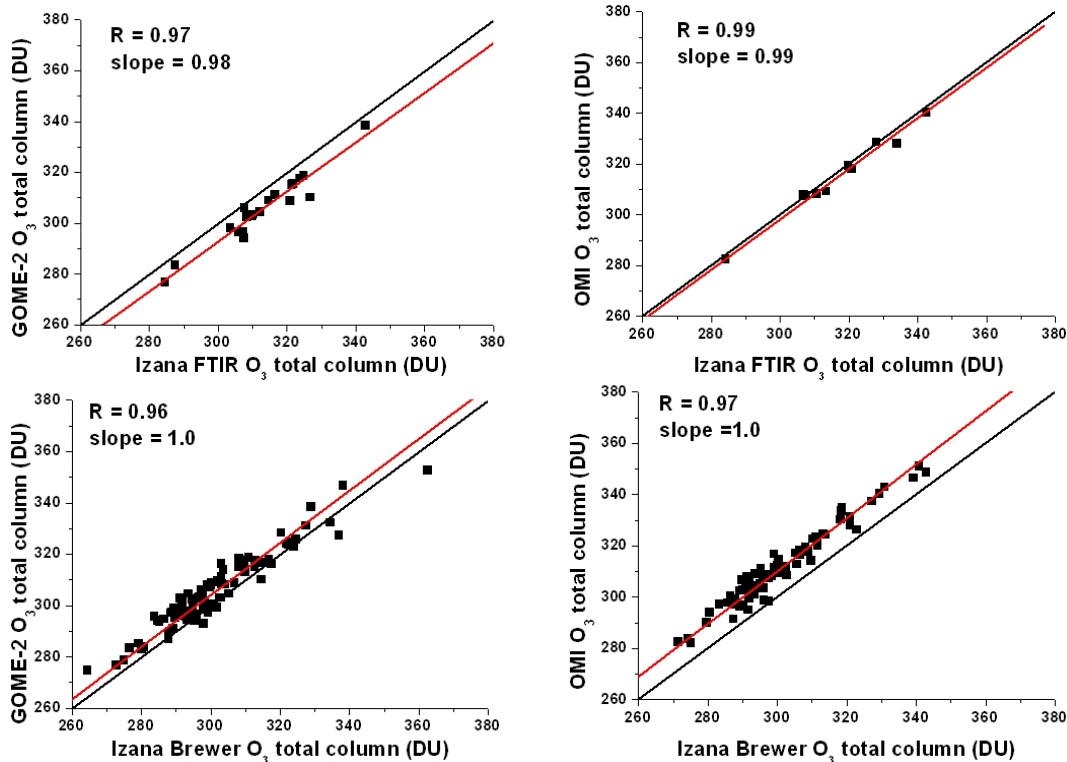 R = 0.97
slope = 0.98
GOME-2 O3 total column (DU)
380
360
340
320
300
280
260
260 280 300 320 340 360 380
Izana FTIR O3 total column (DU)
R = 0.99
slope = 0.99
OMI O3 total column (DU)
380
360
340
320
300
280
260
260 280 300 320 340 360 380
Izana FTIR O3 total column (DU)
R = 0.96
slope = 1.0
GOME-2 O3 total column (DU)
380
360
340
320
300
280
260
260 280 300 320 340 360 380
Izana Brewer O3 total column (DU)
R = 0.97
slope =1.0
OMI O3 total column (DU)
380
360
340
320
300
280
260
260 280 300 320 340 360 380
Izana Brewer O3 total column (DU)